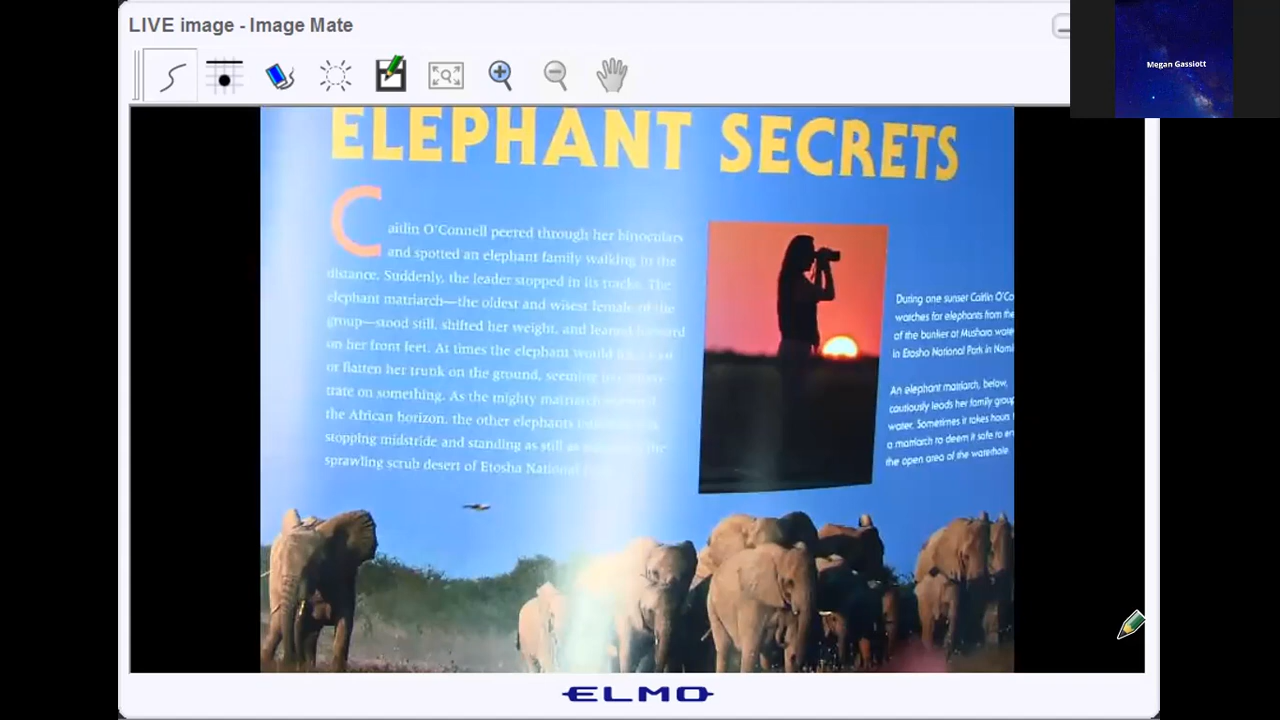 LIVE image - Image Mate
Megan Gassiott
ELEPHANT SECRETS
Caitlin O'Connell peered through her binoculars
and spotted an elephant family walking in the
distance. Suddenly, the leader stopped in its tracks. The
elephant matriarch—the oldest and wisest female of the
group—stood still, shifted her weight, and leaned forward
on her front feet. At times the elephant would
or flatten her trunk on the ground, seeming
trate on something. As the mighty matriarch
the African horizon, the other elephants
stopping midstride and standing as still as the
sprawling scrub desert of Etosha National
During one sunset Caitlin O'Co
watches for elephants from the
of the bunker at Mushara wate
in Etosha National Park in Nami
An elephant matriarch, below,
cautiously leads her family group
water. Sometimes it takes hours
a matriarch to deem it safe to en
the open area of the waterhole.
ELMO